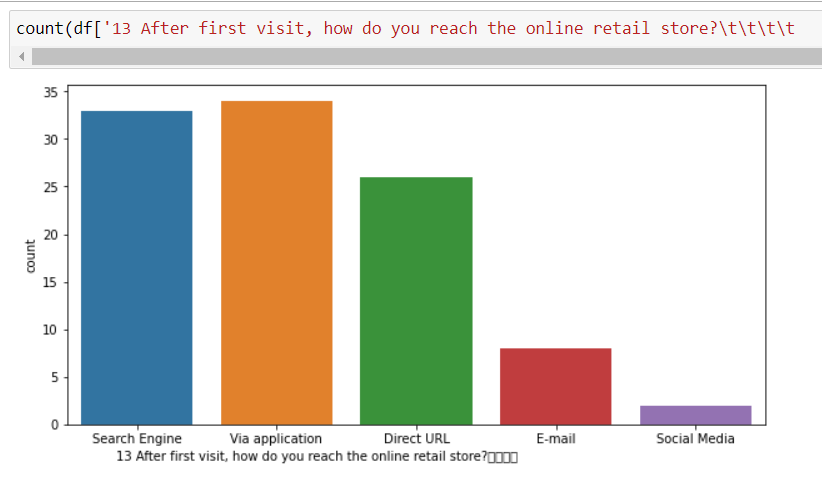 count(df['13 After first visit, how do you reach the online retail store?\t\t\t\t
35
30
25
20
15
10
5
0
count
Search Engine Via application Direct URL E-mail Social Media
13 After first visit, how do you reach the online retail store?□□□□